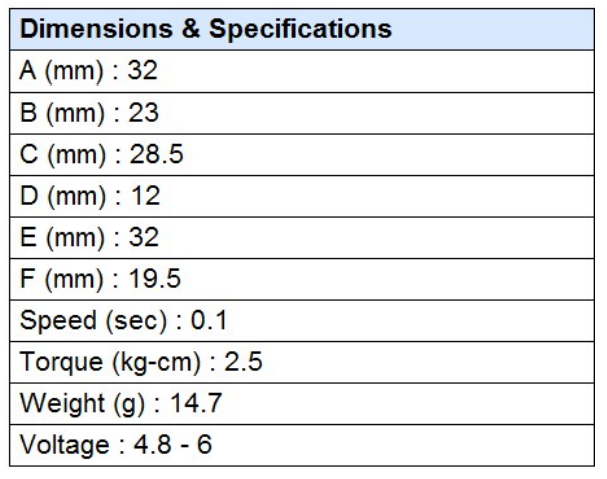 Dimensions & Specifications
A (mm) : 32
B (mm) : 23
C (mm) : 28.5
D (mm) : 12
E (mm) : 32
F (mm) : 19.5
Speed (sec) : 0.1
Torque (kg-cm) : 2.5
Weight (g) : 14.7
Voltage : 4.8 - 6